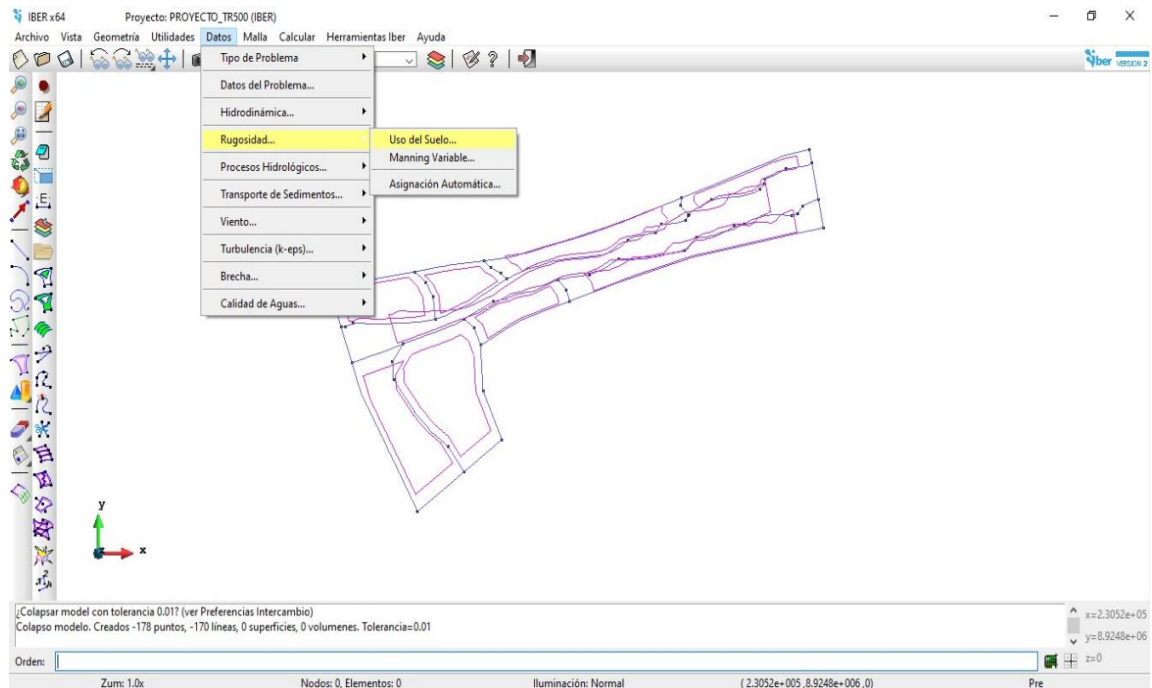 IBER x64 Proyecto: PROYECTO_TR500 (IBER)
Archivo Vista Geometría Utilidades Datos Malla Calcular Herramientas Iber Ayuda
iber VERSION 2
Tipo de Problema
Datos del Problema...
Hidrodinámica...
Rugosidad...
Procesos Hidrológicos...
Transporte de Sedimentos...
Viento...
Turbulencia (k-eps)...
Brecha...
Calidad de Aguas...
Uso del Suelo...
Manning Variable...
Asignación Automática...
E
y
x
¿Colapsar model con tolerancia 0.01? (ver Preferencias Intercambio)
Colapso modelo. Creados -178 puntos, -170 líneas, 0 superficies, 0 volumenes. Tolerancia=0.01
x=2.3052e+05
y=8.9248e+06
z=0
Orden:
Zum: 1.0x Nodos: 0, Elementos: 0 Iluminación: Normal (2.3052e+005 ,8.9248e+006 ,0) Pre